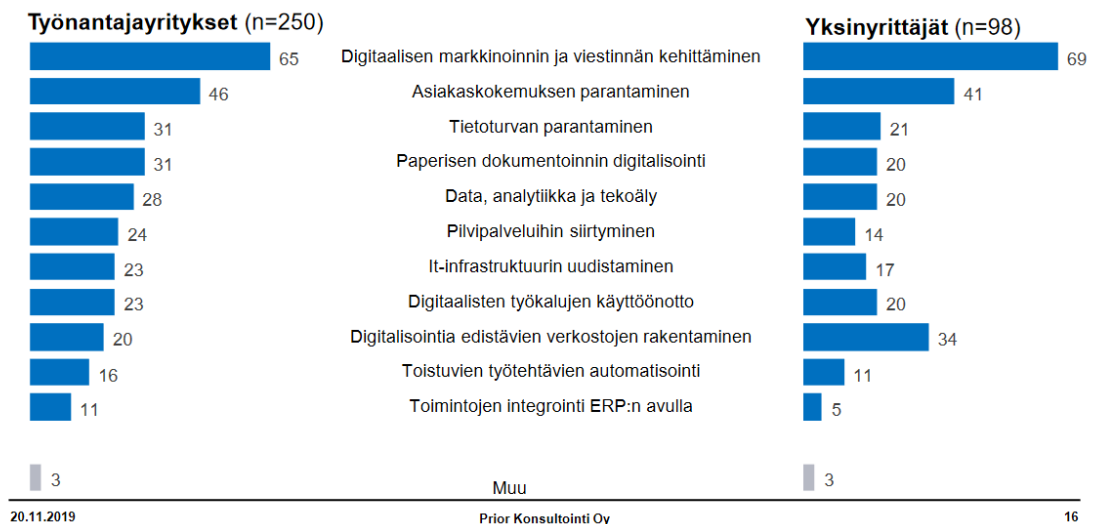 Työnantajayritykset (n=250)
Yksinyrittäjät (n=98)
65 Digitaalisen markkinoinnin ja viestinnän kehittäminen 69
46 Asiakaskokemuksen parantaminen 41
31 Tietoturvan parantaminen 21
31 Paperisen dokumentoinnin digitalisointi 20
28 Data, analytiikka ja tekoäly 20
24 Pilvipalveluihin siirtyminen 14
23 It-infrastruktuurin uudistaminen 17
23 Digitaalisten työkalujen käyttöönotto 20
20 Digitalisointia edistävien verkostojen rakentaminen 34
16 Toistuvien työtehtävien automatisointi 11
11 Toimintojen integrointi ERP:n avulla 5
3 Muu 3
20.11.2019 Prior Konsultointi Oy 16